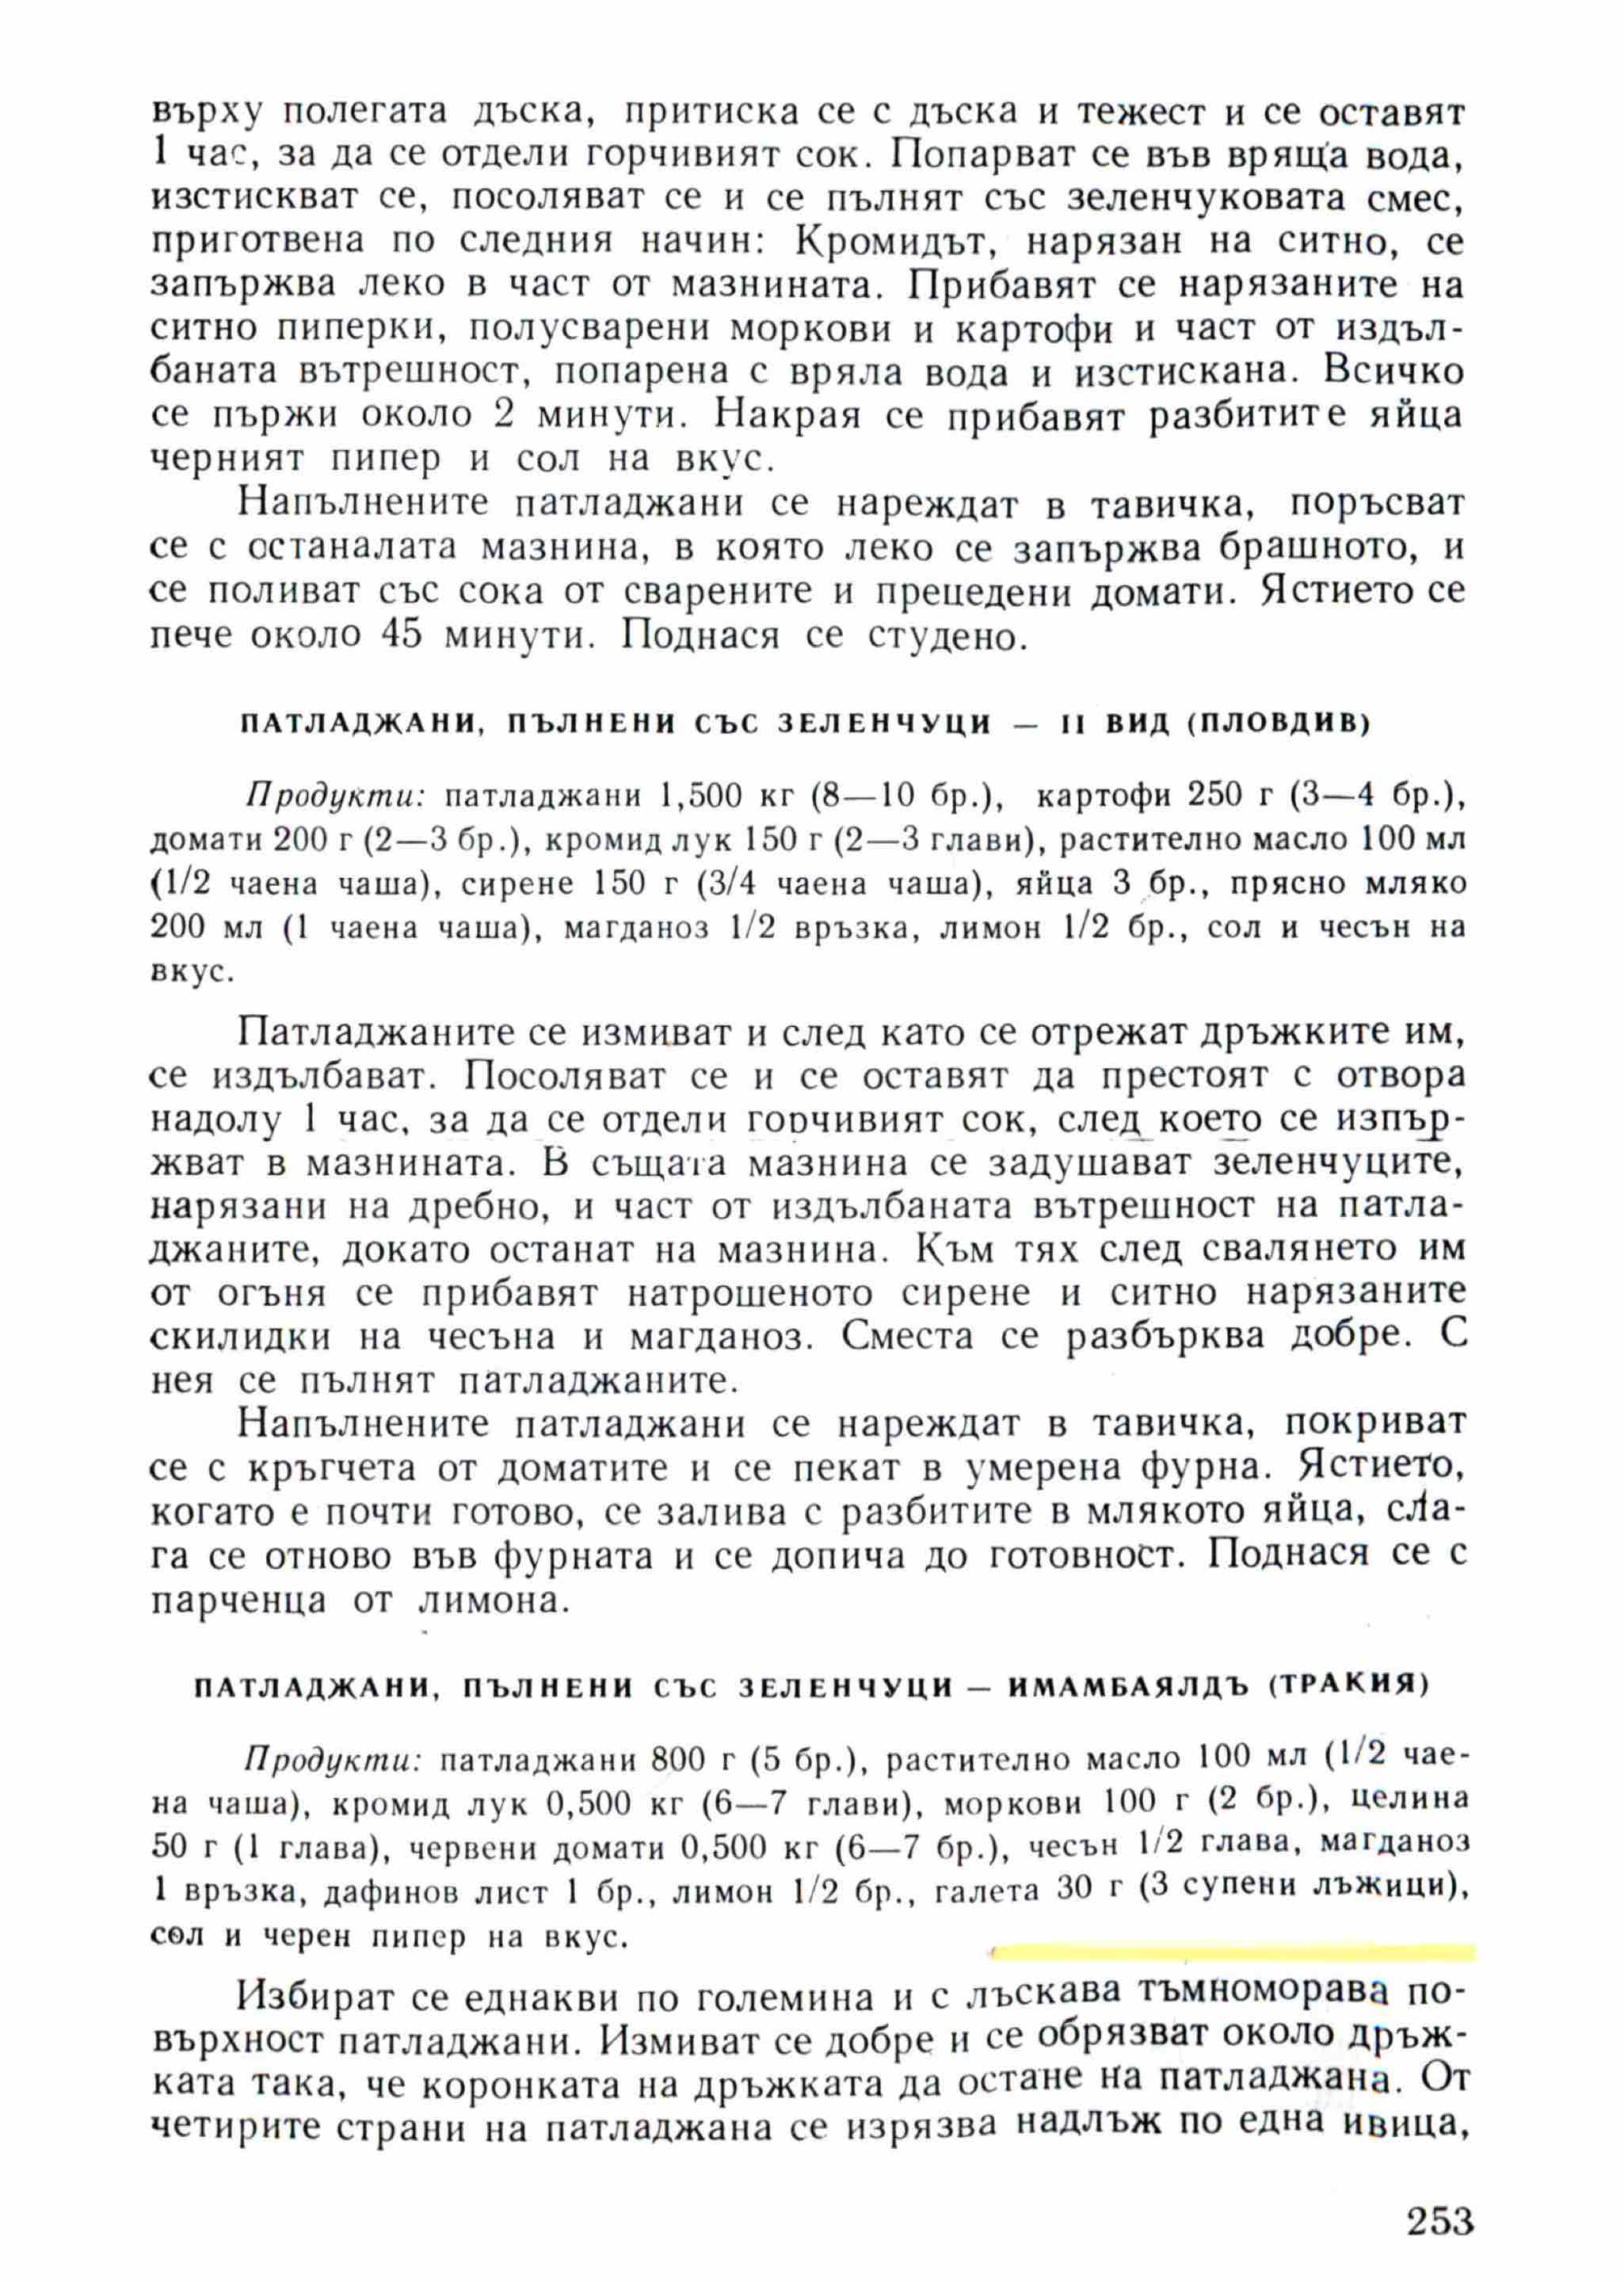 върху полегата дъска, притиска се с дъска и тежест и се оставят
1 час, за да се отдели горчивият сок. Попарват се във вряща вода,
изстискват се, посоляват се и се пълнят със зеленчуковата смес,
приготвена по следния начин: Кромидът, нарязан на ситно, се
запържва леко в част от мазнината. Прибавят се нарязаните на
ситно пиперки, полусварени моркови и картофи и част от издъл-
баната вътрешност, попарена с вряла вода и изстискана. Всичко
се пържи около 2 минути. Накрая се прибавят разбитите яйца
черният пипер и сол на вкус.
Напълнените патладжани се нареждат в тавичка, поръсват
се с останалата мазнина, в която леко се запържва брашното, и
се поливат със сока от сварените и прецедени домати. Ястието се
пече около 45 минути. Поднася се студено.
ПАТЛАДЖАНИ, ПЪЛНЕНИ СЪС ЗЕЛЕНЧУЦИ — II ВИД (ПЛОВДИВ)
Продукти: патладжани 1,500 кг (8—10 бр.), картофи 250 г (3—4 бр.),
домати 200 г (2—3 бр.), кромид лук 150 г (2—3 глави), растително масло 100 мл
(1/2 чаена чаша), сирене 150 г (3/4 чаена чаша), яйца 3 бр., прясно мляко
200 мл (1 чаена чаша), магданоз 1/2 връзка, лимон 1/2 бр., сол и чесън на
вкус.
Патладжаните се измиват и след като се отрежат дръжките им,
се издълбават. Посоляват се и се оставят да престоят с отвора
надолу 1 час, за да се отдели горчивият сок, след което се изпър-
жват в мазнината. В същата мазнина се задушават зеленчуците,
нарязани на дребно, и част от издълбаната вътрешност на патла-
джаните, докато останат на мазнина. Към тях след свалянето им
от огъня се прибавят натрошеното сирене и ситно нарязаните
скилидки на чесъна и магданоз. Сместа се разбърква добре. С
нея се пълнят патладжаните.
Напълнените патладжани се нареждат в тавичка, покриват
се с кръгчета от доматите и се пекат в умерена фурна. Ястието,
когато е почти готово, се залива с разбитите в млякото яйца, сла-
га се отново във фурната и се допича до готовност. Поднася се с
парченца от лимона.
ПАТЛАДЖАНИ, ПЪЛНЕНИ СЪС ЗЕЛЕНЧУЦИ — ИМАМБАЯЛДЪ (ТРАКИЯ)
Продукти: патладжани 800 г (5 бр.), растително масло 100 мл (1/2 чае-
на чаша), кромид лук 0,500 кг (6—7 глави), моркови 100 г (2 бр.), целина
50 г (1 глава), червени домати 0,500 кг (6—7 бр.), чесън 1/2 глава, магданоз
1 връзка, дафинов лист 1 бр., лимон 1/2 бр., галета 30 г (3 супени лъжици),
сол и черен пипер на вкус.
Избират се еднакви по големина и с лъскава тъмноморава по-
върхност патладжани. Измиват се добре и се обрязват около дръж-
ката така, че коронката на дръжката да остане на патладжана. От
четирите страни на патладжана се изрязва надлъж по една ивица,
253